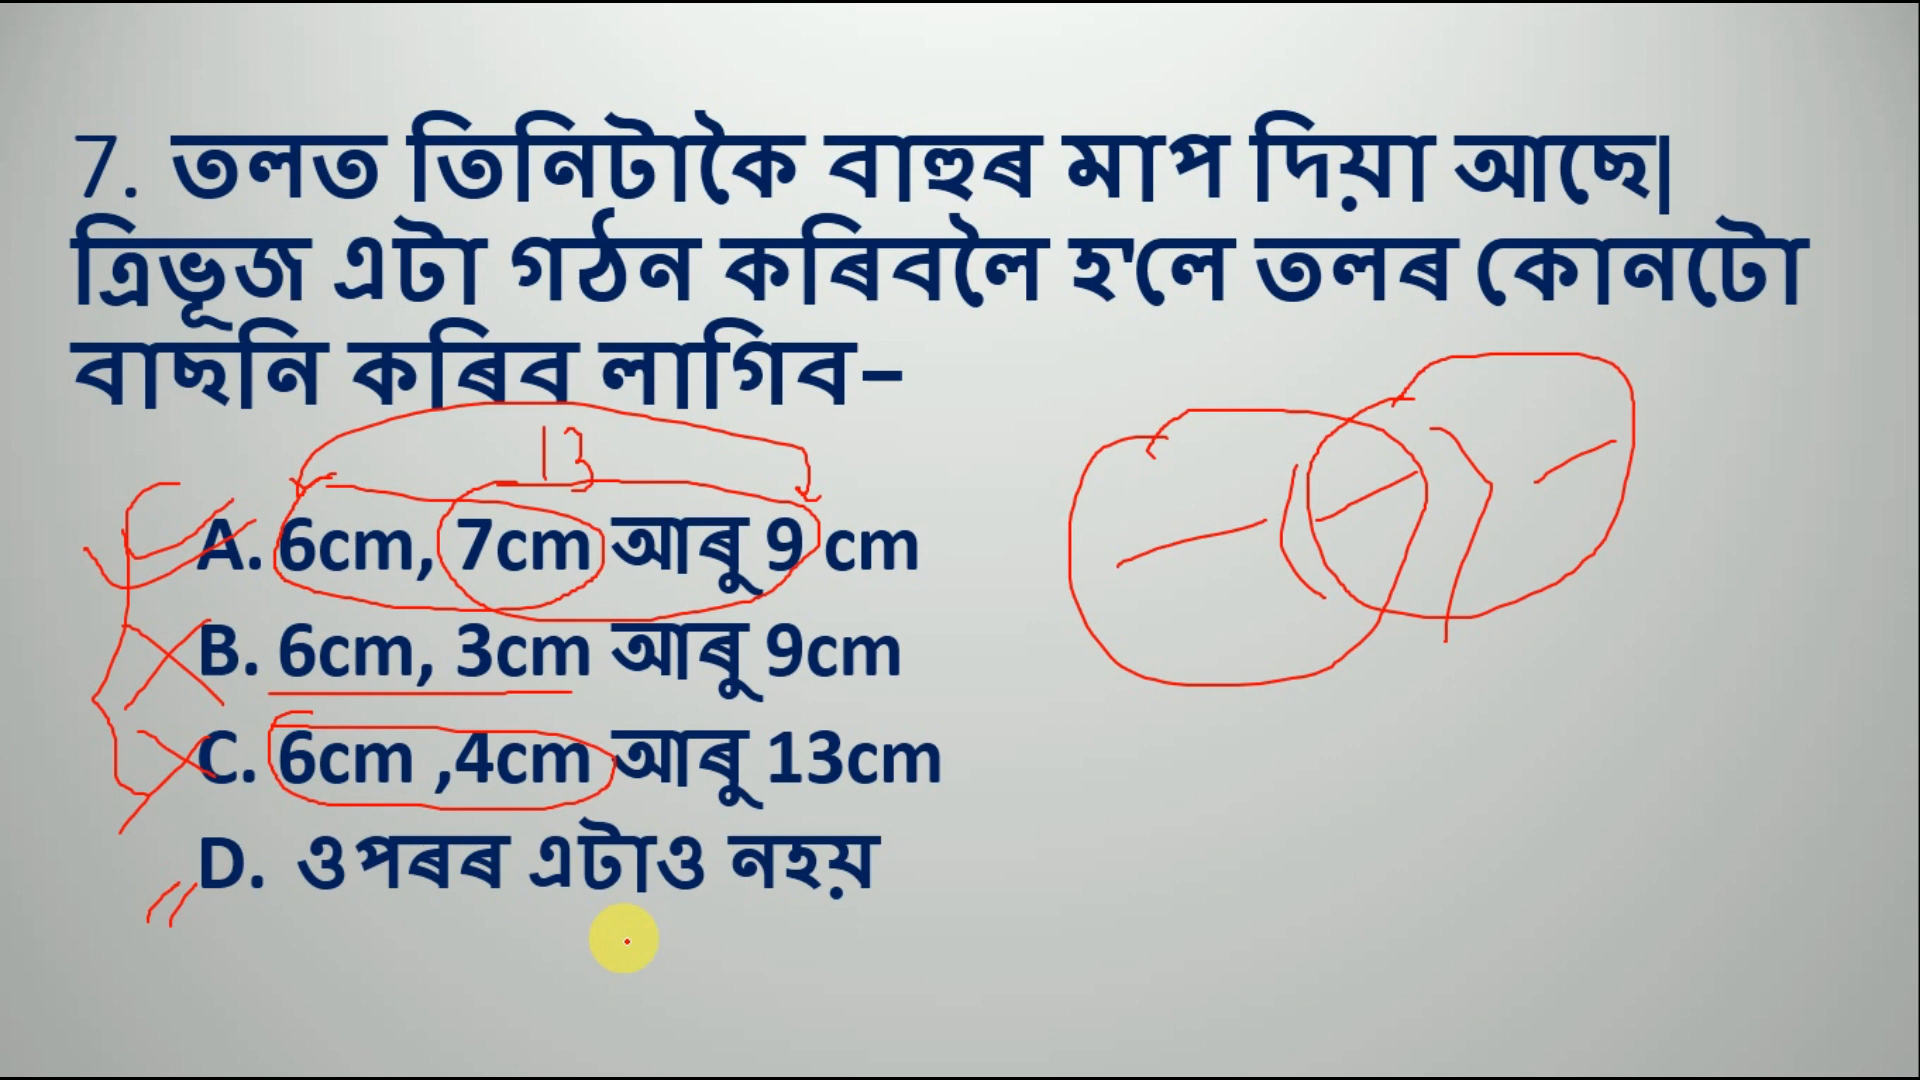 7. তলত তিনিটাকৈ বাহুৰ মাপ দিয়া আছে|
ত্ৰিভূজ এটা গঠন কৰিবলৈ হ'লে তলৰ কোনটো
বাছনি কৰিব লাগিব–
13
A. 6cm, 7cm আৰু 9 cm
B. 6cm, 3cm আৰু 9cm
C. 6cm ,4cm আৰু 13cm
D. ওপৰৰ এটাও নহয়